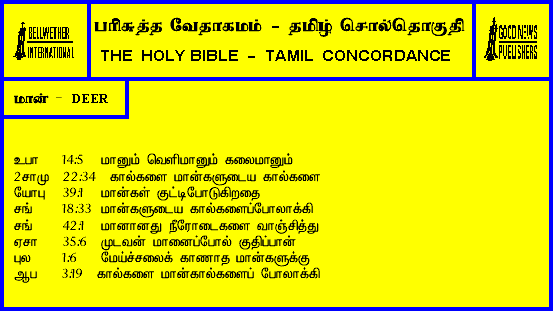 BELLWETHER
INTERNATIONAL
பரிசுத்த வேதாகமம் - தமிழ் சொல்தொகுதி
THE HOLY BIBLE - TAMIL CONCORDANCE
GOOD NEWS
PUBLISHERS
மான் - DEER
உபா 14:5 மானும் வெளிமானும் கலைமானும்
2சாமு 22:34 கால்களை மான்களுடைய கால்களை
யோபு 39:1 மான்கள் குட்டிபோடுகிறதை
சங் 18:33 மான்களுடைய கால்களைப்போலாக்கி
சங் 42:1 மானானது நீரோடைகளை வாஞ்சித்து
ஏசா 35:6 முடவன் மானைப்போல் குதிப்பான்
புல 1:6 மேய்ச்சலைக் காணாத மான்களுக்கு
ஆப 3:19 கால்களை மான்கால்களைப் போலாக்கி